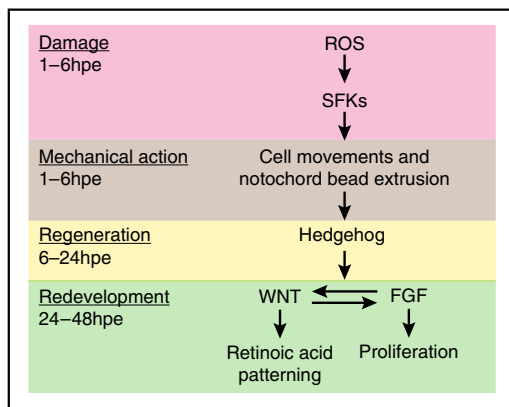 Damage
1–6hpe
ROS
SFKs
Mechanical action
1–6hpe
Cell movements and
notochord bead extrusion
Regeneration
6–24hpe
Hedgehog
Redevelopment
24–48hpe
WNT
FGF
Retinoic acid
patterning
Proliferation